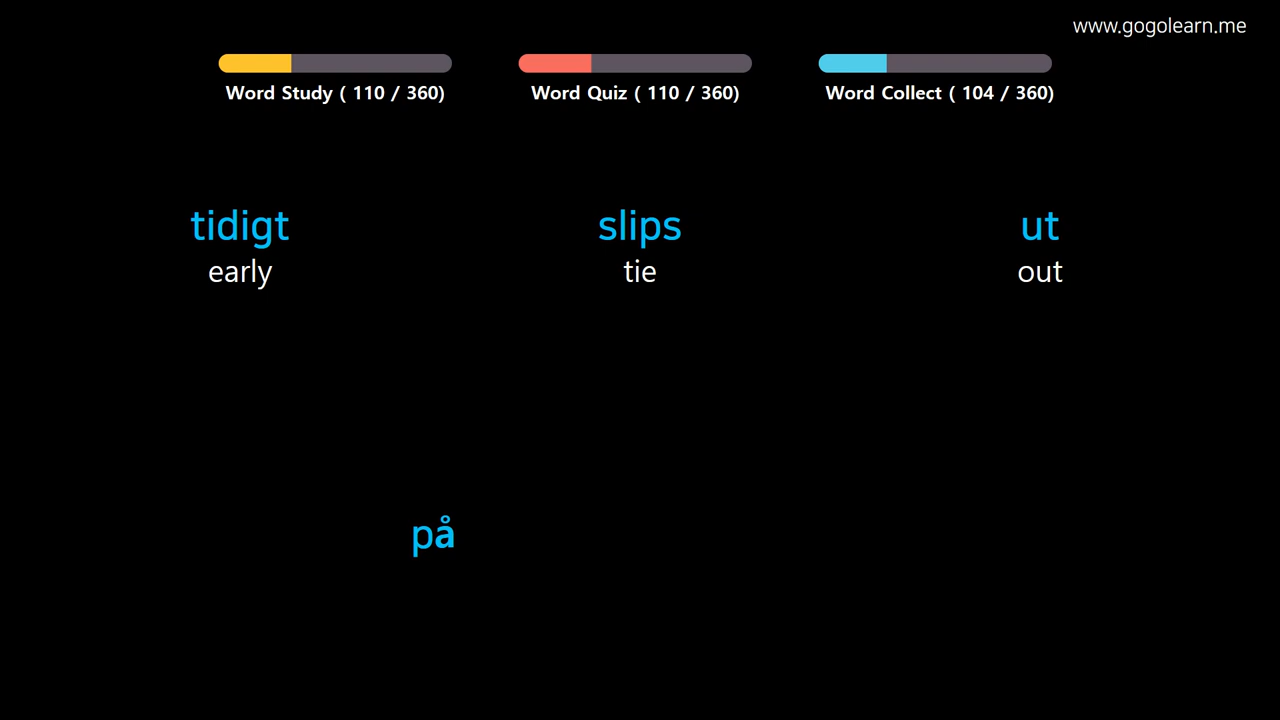 www.gogolearn.me
Word Study ( 110 / 360)
Word Quiz ( 110 / 360)
Word Collect ( 104 / 360)
tidigt
early
slips
tie
ut
out
på